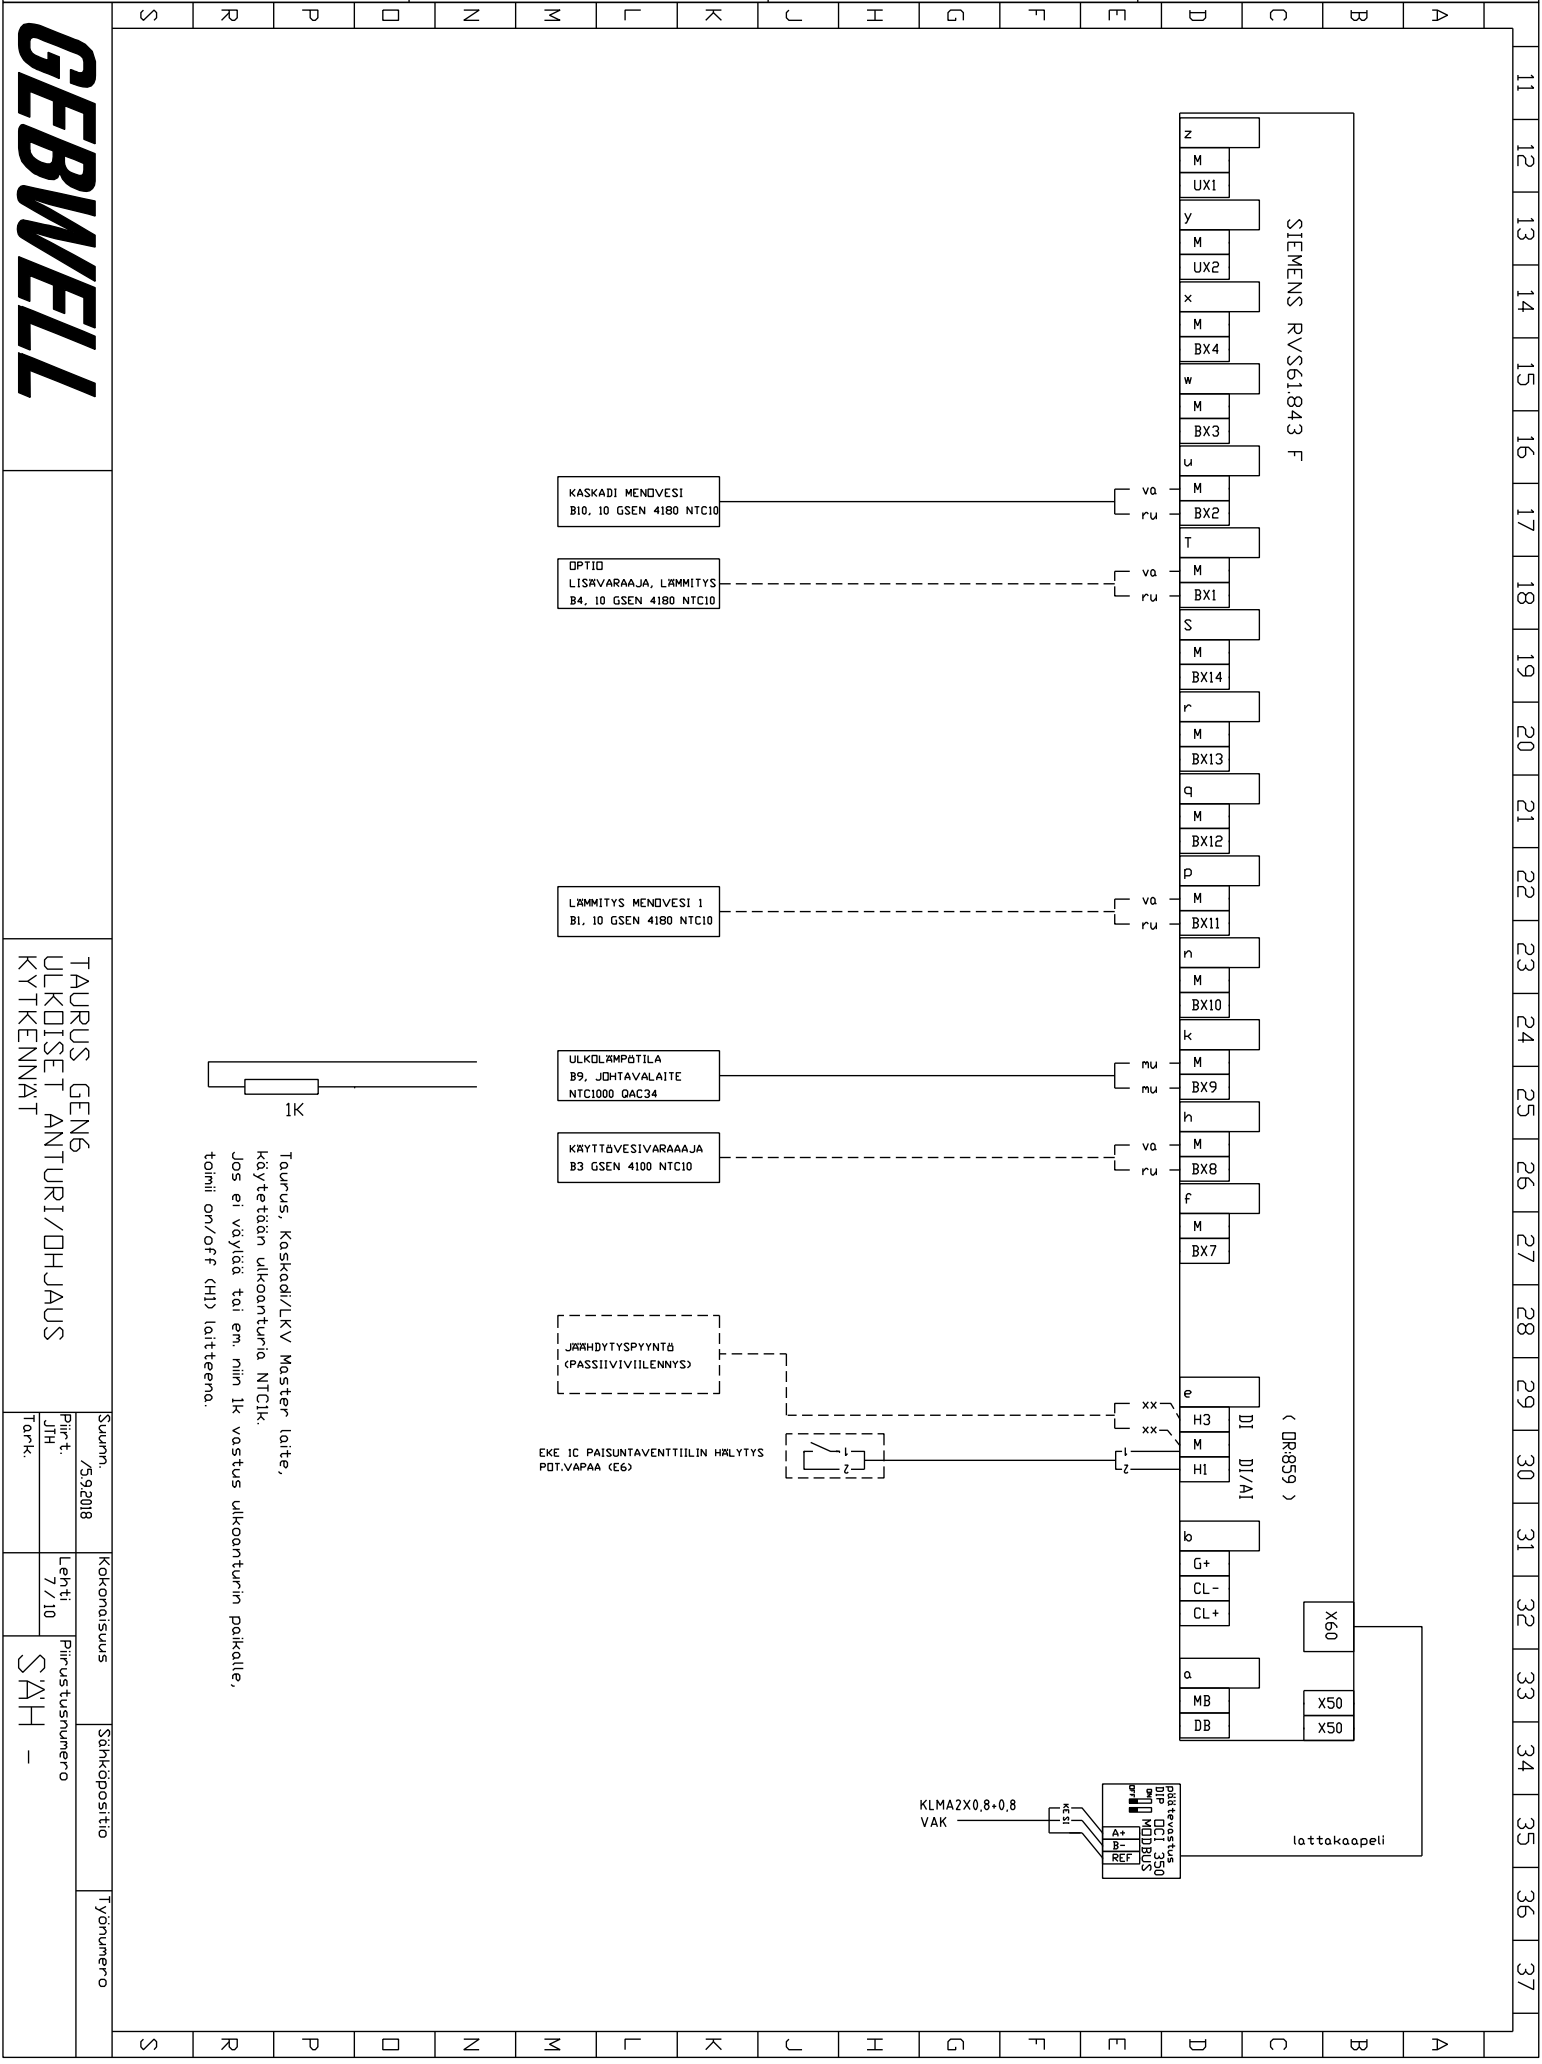 S R P O N M L K J H G F E D C B A
11
12
13
14
15
16
17
18
19
20
21
22
23
24
25
26
27
28
29
30
31
32
33
34
35
36
37
SIEMENS RVS61.843 F
z
M
UX1
y
M
UX2
x
M
BX4
w
M
BX3
u
va M
ru BX2
KASKADI MENOVESI
B10, 10 GSEN 4180 NTC10
T
va M
ru BX1
OPTIO
LISÄVARAAJA, LÄMMITYS
B4, 10 GSEN 4180 NTC10
S
M
BX14
r
M
BX13
q
M
BX12
p
va M
ru BX11
LÄMMITYS MENOVESI 1
B1, 10 GSEN 4180 NTC10
n
M
BX10
k
mu M
mu BX9
ULKOLÄMPÖTILA
B9, JOHTAVALAITE
NTC1000 QAC34
h
va M
ru BX8
KÄYTTÖVESIVARAAAJA
B3 GSEN 4100 NTC10
f
M
BX7
JÄÄHDYTYSPYYNTÖ
(PASSIIVIVIILENNYS)
e
xx H3
xx M
H1
DI DI/AI
( OR:859 )
EKE 1C PAISUNTAVENTTIILIN HÄLYTYS
POT.VAPAA (E6)
1
2
1
2
b
G+
CL-
CL+
X60
a
MB
DB
X50
X50
lattakaapeli
päätevastus
DIP OCI 350
MODBUS
ON
OFF
A+
B-
REF
KE SI
KLMA2X0,8+0,8
VAK
1K
Taurus, Kaskadi/LKV Master laite,
käytetään ulkoanturia NTC1k.
Jos ei väylää tai em. niin 1k vastus ulkoanturin paikalle,
toimii on/off (H1) laitteena.
GEBWELL
TAURUS GEN6
ULKOISET ANTURI/OHJAUS
KYTKENNÄT
Suunn.
/5.9.2018
Piirt.
JTH
Tark.
Kokonaisuus
Lehti
7/10
Sähköpositio
Työnumero
Piirustusnumero
SÄH -
S R P O N M L K J H G F E D C B A